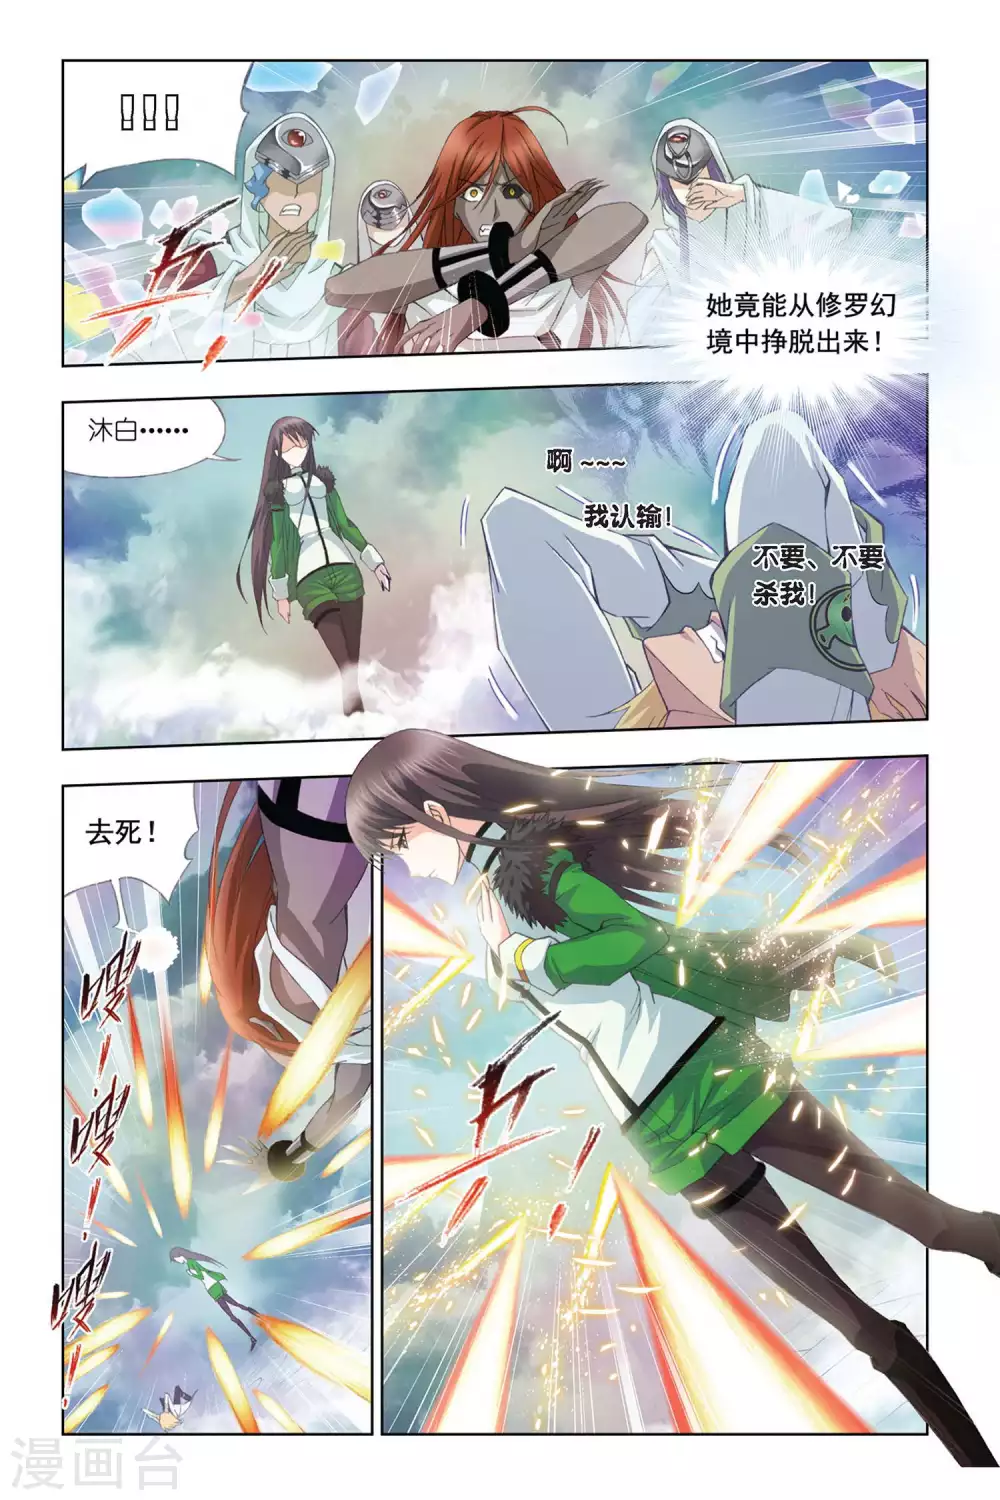 ！！！
她竟能从修罗幻
境中挣脱出来！
沐白……
啊~~~
我认输！
不要、不要
杀我！
去死！
嗖！
嗖！
嗖！
漫画台